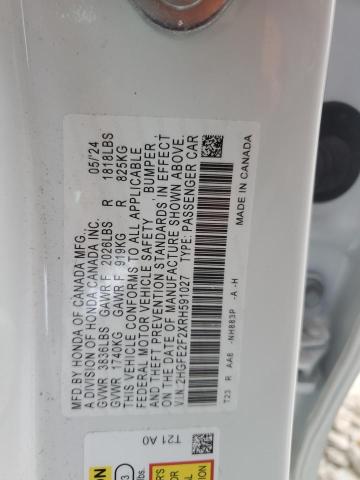 MFD BY HONDA OF CANADA MFG.,
A DIVISION OF HONDA CANADA INC. 05/'24
GVWR 3836LBS GAWR F 2026LBS R 1818LBS
GVWR 1740KG GAWR F 919KG R 825KG
THIS VEHICLE CONFORMS TO ALL APPLICABLE
FEDERAL MOTOR VEHICLE SAFETY BUMPER,
AND THEFT PREVENTION STANDARDS IN EFFECT
ON THE DATE OF MANUFACTURE SHOWN ABOVE.
V.I.N. 2HGFE2F2XRH591027 TYPE: PASSENGER CAR
T23 R AA8 -NH883P -A -H
MADE IN CANADA
T21 A0